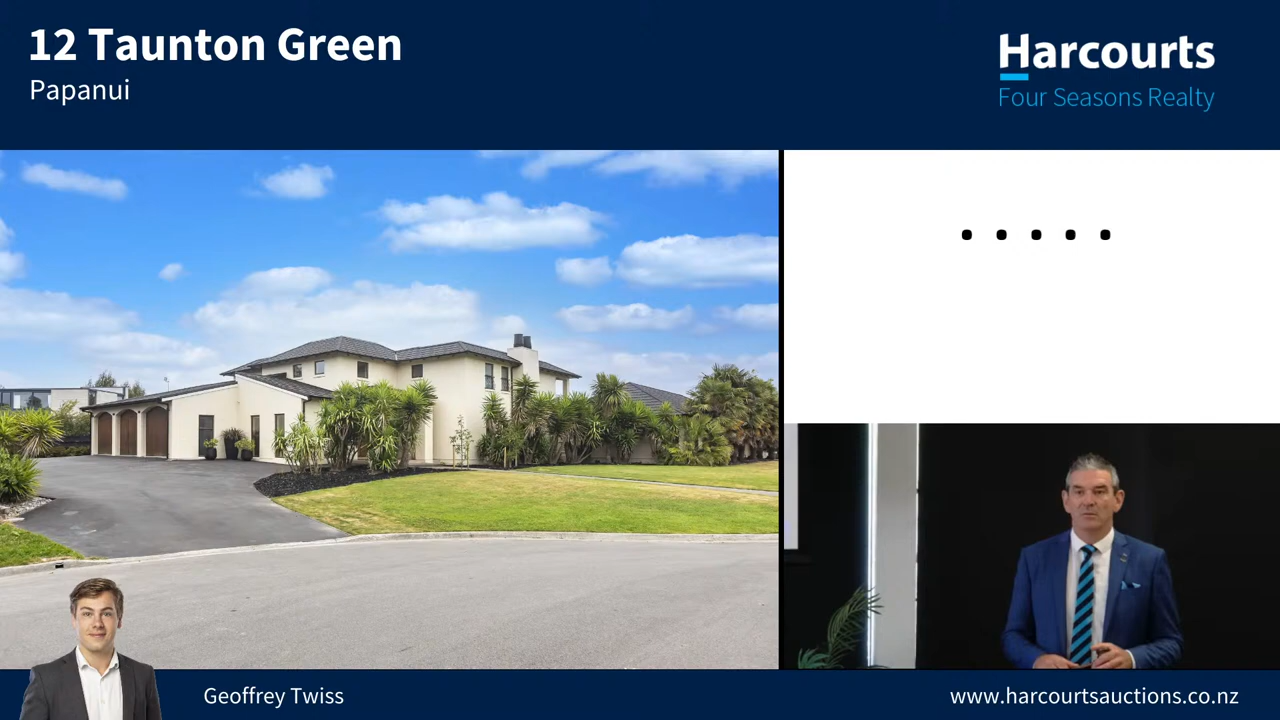 12 Taunton Green
Papanui
Harcourts
Four Seasons Realty
.....
Geoffrey Twiss
www.harcourtsauctions.co.nz